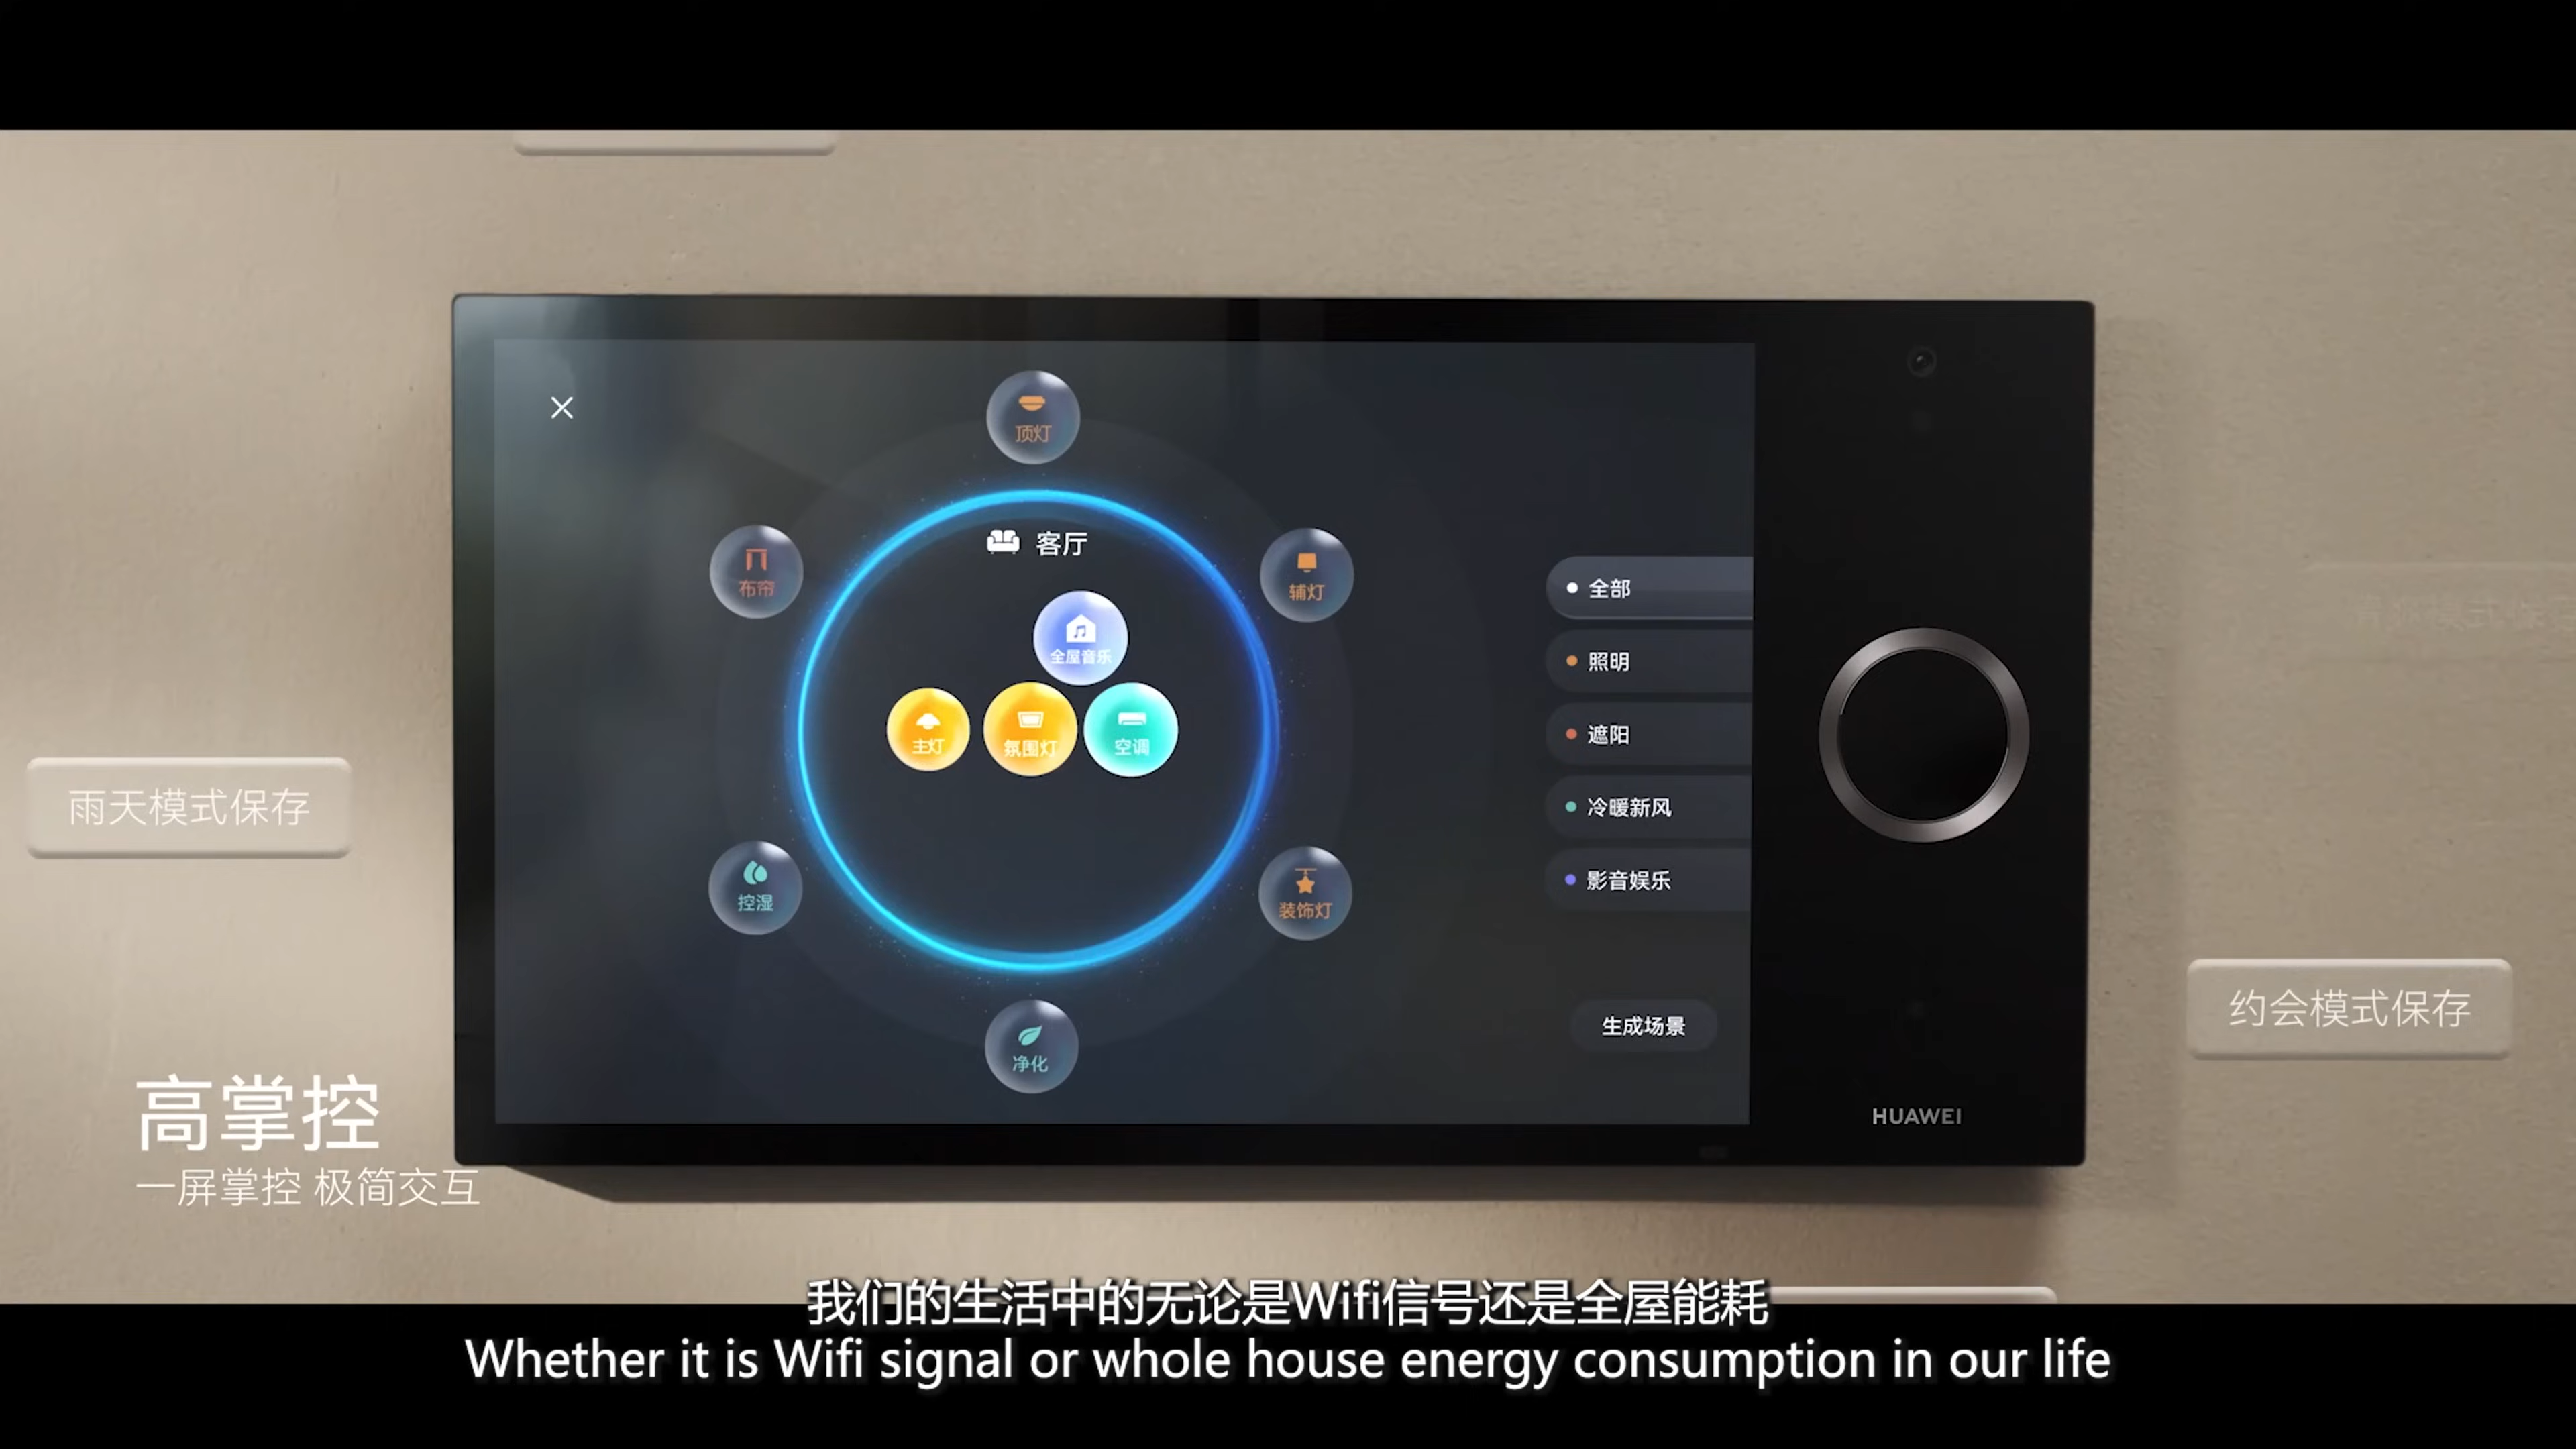 顶灯
布帘
客厅
辅灯
全屋音乐
主灯
氛围灯
空调
控湿
装饰灯
净化
全部
照明
遮阳
冷暖新风
影音娱乐
生成场景
HUAWEI
雨天模式保存
约会模式保存
高掌控
一屏掌控 极简交互
我们的生活中的无论是Wifi信号还是全屋能耗
Whether it is Wifi signal or whole house energy consumption in our life